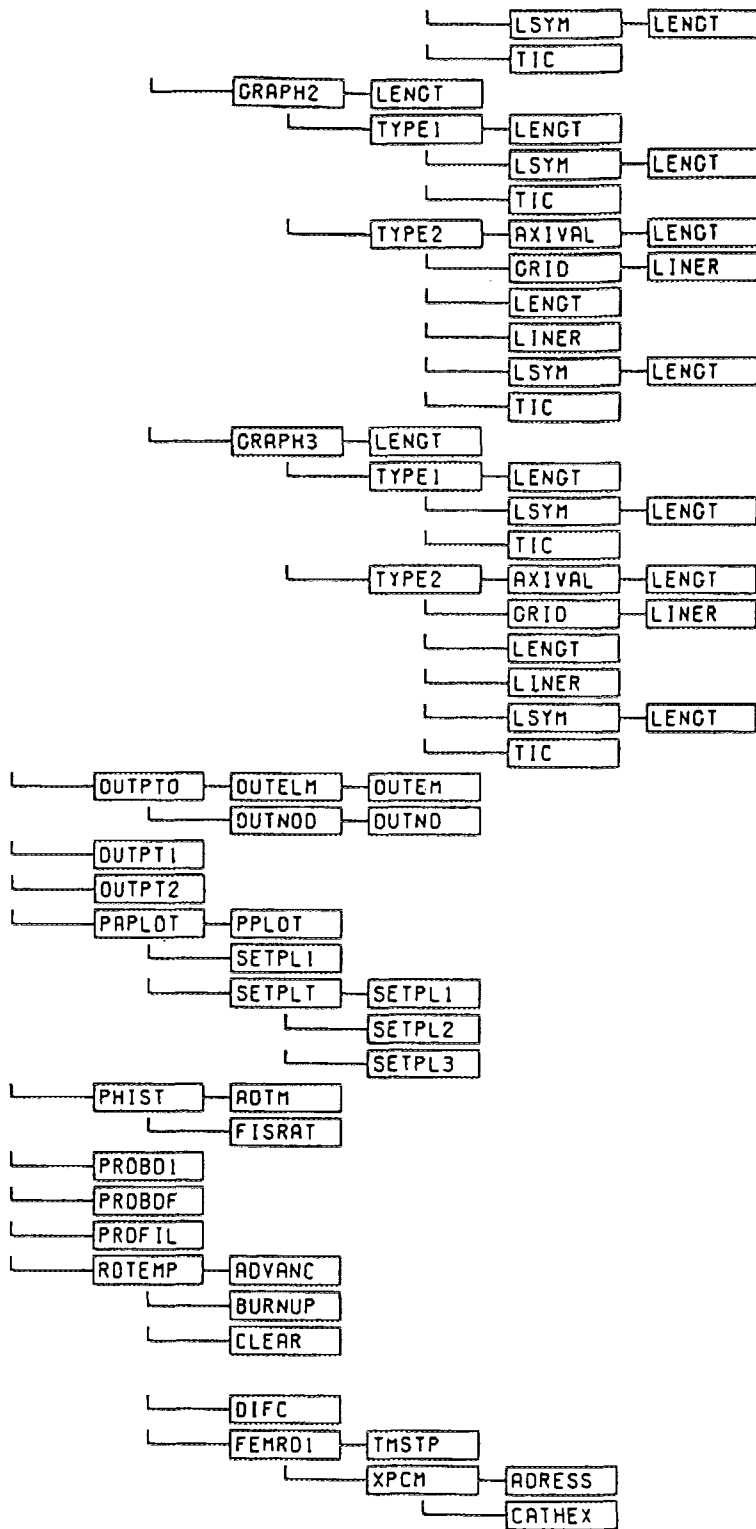 LSYM LENGT
TIC
GRAPH2 LENGT
TYPE1 LENGT
LSYM LENGT
TIC
TYPE2 AXIVAL LENGT
GRID LINER
LENGT
LINER
LSYM LENGT
TIC
GRAPH3 LENGT
TYPE1 LENGT
LSYM LENGT
TIC
TYPE2 AXIVAL LENGT
GRID LINER
LENGT
LINER
LSYM LENGT
TIC
OUTPT0 OUTELM OUTEM
OUTNOD OUTND
OUTPT1
OUTPT2
PAPLOT PPLOT
SETPL1
SETPLT SETPL1
SETPL2
SETPL3
PHIST ADTM
FISRAT
PROBD1
PROBDF
PROFIL
RDTEMP ADVANC
BURNUP
CLEAR
DIFC
FEMRD1 TMSTP
XPCM ADRESS
CATHEX